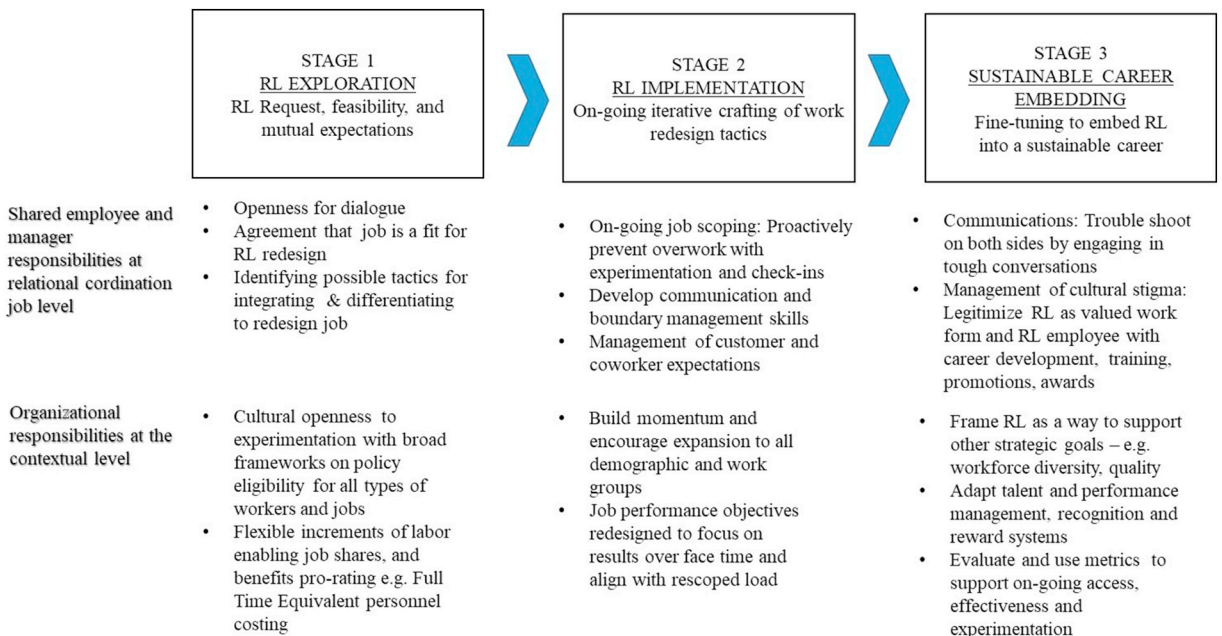 STAGE 1
RL EXPLORATION
RL Request, feasibility, and
mutual expectations
STAGE 2
RL IMPLEMENTATION
On-going iterative crafting of work
redesign tactics
STAGE 3
SUSTAINABLE CAREER
EMBEDDING
Fine-tuning to embed RL
into a sustainable career
Shared employee and
manager
responsibilities at
relational cordination
job level
• Openness for dialogue
• Agreement that job is a fit for
RL redesign
• Identifying possible tactics for
integrating & differentiating
to redesign job
• On-going job scoping: Proactively
prevent overwork with
experimentation and check-ins
• Develop communication and
boundary management skills
• Management of customer and
coworker expectations
• Communications: Trouble shoot
on both sides by engaging in
tough conversations
• Management of cultural stigma:
Legitimize RL as valued work
form and RL employee with
career development, training,
promotions, awards
Organizational
responsibilities at the
contextual level
• Cultural openness to
experimentation with broad
frameworks on policy
eligibility for all types of
workers and jobs
• Flexible increments of labor
enabling job shares, and
benefits pro-rating e.g. Full
Time Equivalent personnel
costing
• Build momentum and
encourage expansion to all
demographic and work
groups
• Job performance objectives
redesigned to focus on
results over face time and
align with rescoped load
• Frame RL as a way to support
other strategic goals – e.g.
workforce diversity, quality
• Adapt talent and performance
management, recognition and
reward systems
• Evaluate and use metrics to
support on-going access,
effectiveness and
experimentation